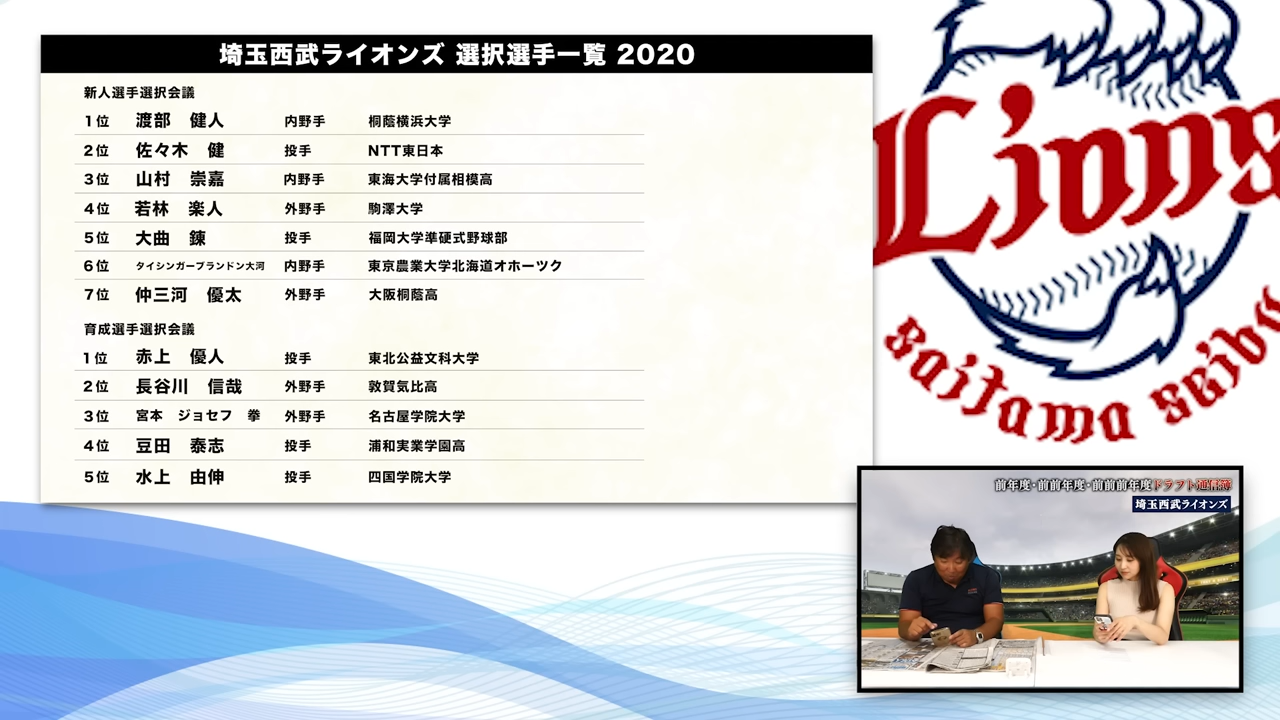 埼玉西武ライオンズ 選択選手一覧 2020
新人選手選択会議
1位 渡部 健人 内野手 桐蔭横浜大学
2位 佐々木 健 投手 NTT東日本
3位 山村 崇嘉 内野手 東海大学付属相模高
4位 若林 楽人 外野手 駒澤大学
5位 大曲 錬 投手 福岡大学準硬式野球部
6位 タイシンガーブランドン大河 内野手 東京農業大学北海道オホーツク
7位 仲三河 優太 外野手 大阪桐蔭高
育成選手選択会議
1位 赤上 優人 投手 東北公益文科大学
2位 長谷川 信哉 外野手 敦賀気比高
3位 宮本 ジョセフ 拳 外野手 名古屋学院大学
4位 豆田 泰志 投手 浦和実業学園高
5位 水上 由伸 投手 四国学院大学
Lions
Saitama Seibu
前年度・前前年度・前前前年度ドラフト通信簿
埼玉西武ライオンズ